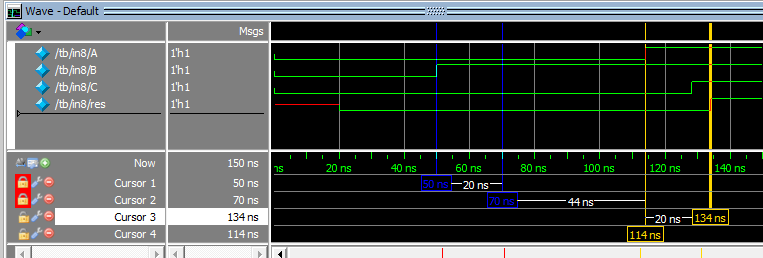 Wave - Default
Msgs
/tb/in8/A 1'h1
/tb/in8/B 1'h1
/tb/in8/C 1'h1
/tb/in8/res 1'h1
Now 150 ns ns 20 ns 40 ns 60 ns 80 ns 100 ns 120 ns 140 ns
Cursor 1 50 ns 50 ns 20 ns
Cursor 2 70 ns 70 ns 44 ns
Cursor 3 134 ns 20 ns 134 ns
Cursor 4 114 ns 114 ns